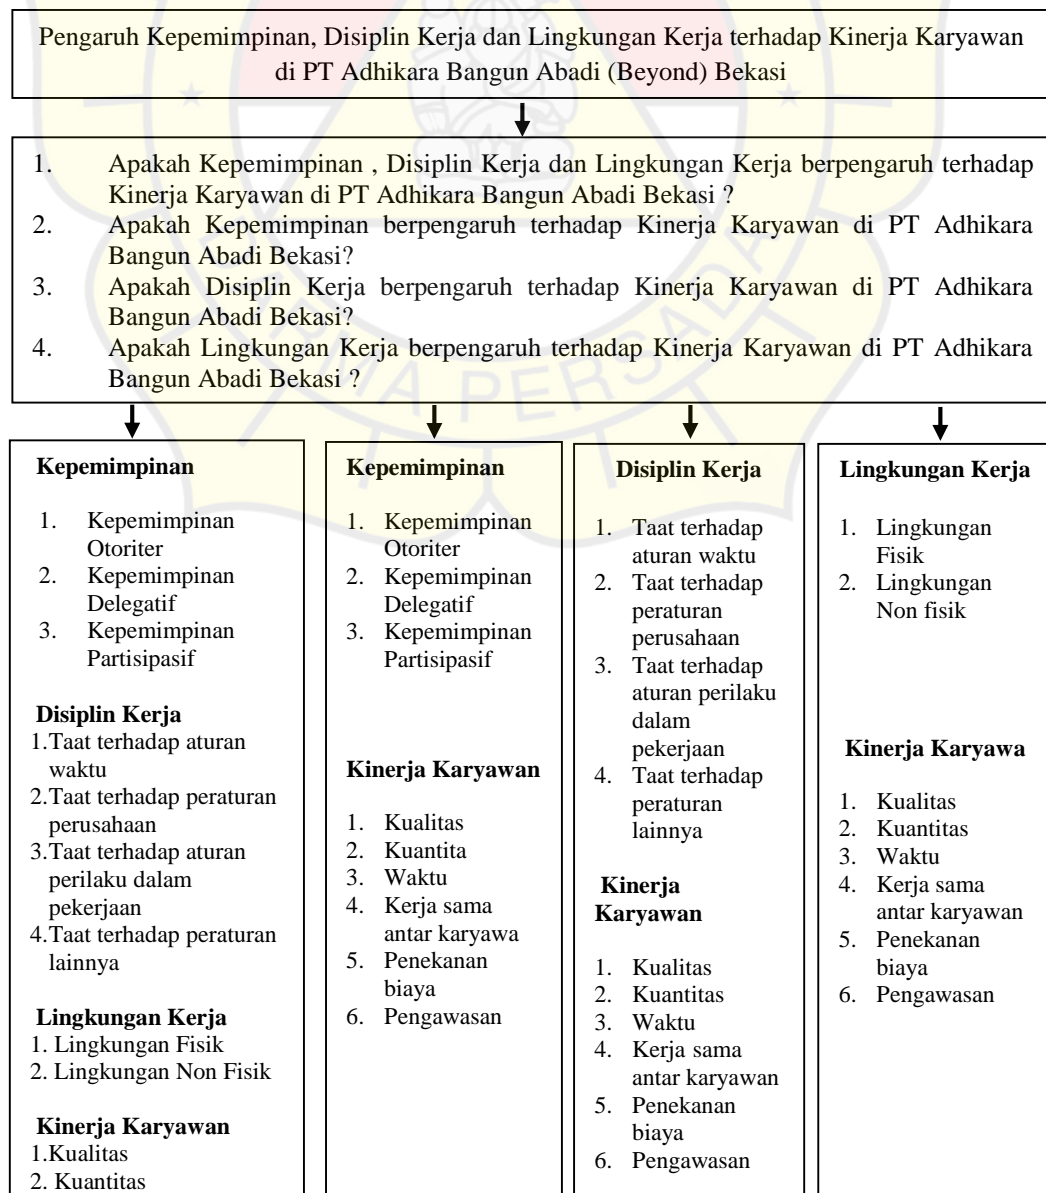 Pengaruh Kepemimpinan, Disiplin Kerja dan Lingkungan Kerja terhadap Kinerja Karyawan
di PT Adhikara Bangun Abadi (Beyond) Bekasi
1. Apakah Kepemimpinan , Disiplin Kerja dan Lingkungan Kerja berpengaruh terhadap
Kinerja Karyawan di PT Adhikara Bangun Abadi Bekasi ?
2. Apakah Kepemimpinan berpengaruh terhadap Kinerja Karyawan di PT Adhikara
Bangun Abadi Bekasi?
3. Apakah Disiplin Kerja berpengaruh terhadap Kinerja Karyawan di PT Adhikara
Bangun Abadi Bekasi?
4. Apakah Lingkungan Kerja berpengaruh terhadap Kinerja Karyawan di PT Adhikara
Bangun Abadi Bekasi ?
DARMA PERSADA
Kepemimpinan
1. Kepemimpinan
Otoriter
2. Kepemimpinan
Delegatif
3. Kepemimpinan
Partisipasif
Disiplin Kerja
1.Taat terhadap aturan
waktu
2.Taat terhadap peraturan
perusahaan
3.Taat terhadap aturan
perilaku dalam
pekerjaan
4.Taat terhadap peraturan
lainnya
Lingkungan Kerja
1. Lingkungan Fisik
2. Lingkungan Non Fisik
Kinerja Karyawan
1.Kualitas
2. Kuantitas
Kepemimpinan
1. Kepemimpinan
Otoriter
2. Kepemimpinan
Delegatif
3. Kepemimpinan
Partisipasif
Kinerja Karyawan
1. Kualitas
2. Kuantita
3. Waktu
4. Kerja sama
antar karyawa
5. Penekanan
biaya
6. Pengawasan
Disiplin Kerja
1. Taat terhadap
aturan waktu
2. Taat terhadap
peraturan
perusahaan
3. Taat terhadap
aturan perilaku
dalam
pekerjaan
4. Taat terhadap
peraturan
lainnya
Kinerja
Karyawan
1. Kualitas
2. Kuantitas
3. Waktu
4. Kerja sama
antar karyawan
5. Penekanan
biaya
6. Pengawasan
Lingkungan Kerja
1. Lingkungan
Fisik
2. Lingkungan
Non fisik
Kinerja Karyawa
1. Kualitas
2. Kuantitas
3. Waktu
4. Kerja sama
antar karyawan
5. Penekanan
biaya
6. Pengawasan